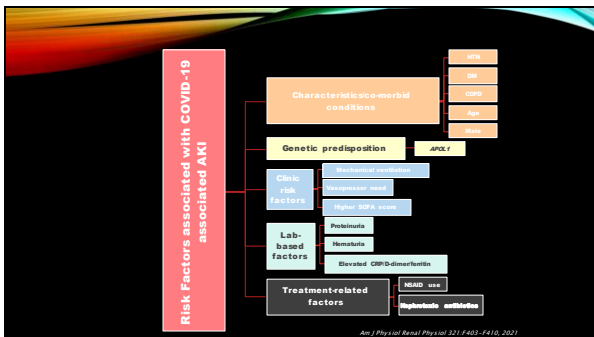 Risk Factors associated with COVID-19
associated AKI
Characteristics/co-morbid
conditions
HTN
DM
COPD
Age
Male
Genetic predisposition
APOL1
Clinic
risk
factors
Mechanical ventilation
Vasopressor need
Higher SOFA score
Lab-
based
factors
Proteinuria
Hematuria
Elevated CRP/D-dimer/ferritin
Treatment-related
factors
NSAID use
Nephrotoxic antibiotics
Am J Physiol Renal Physiol 321:F403-F410, 2021